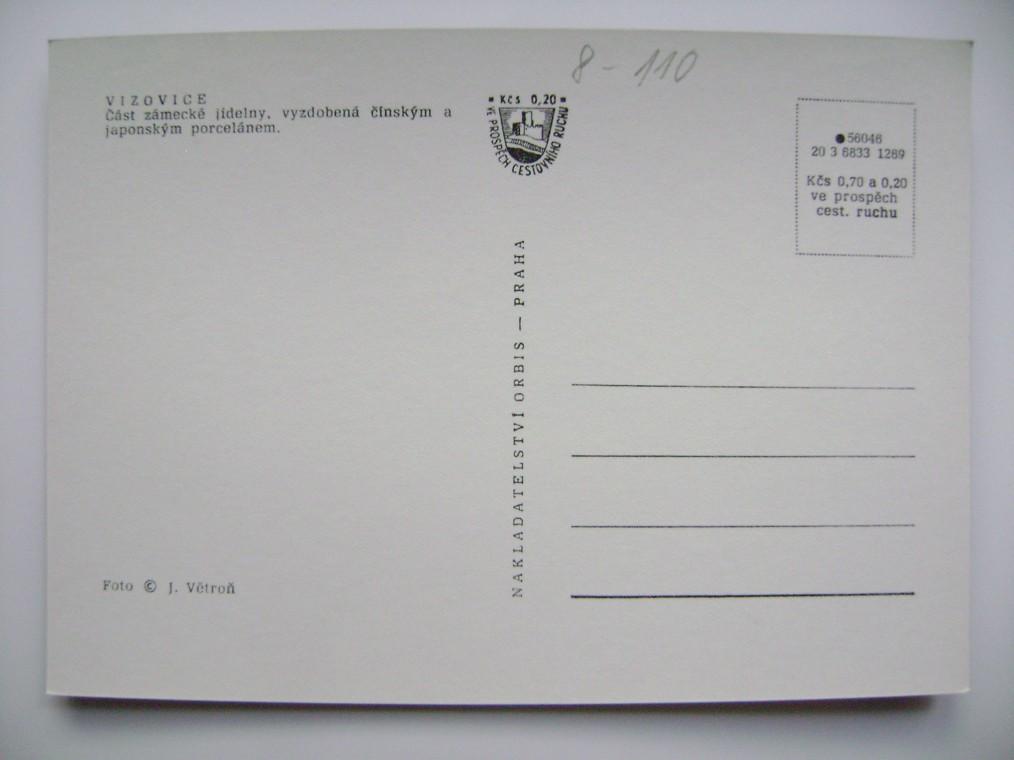 8 - 110
VIZOVICE
Část zámecké jídelny, vyzdobená čínským a
japonským porcelánem.
Kčs 0,20
VE PROSPĚCH CESTOVNÍHO RUCHU
●56046
20 3 6833 1269
Kčs 0,70 a 0,20
ve prospěch
cest. ruchu
NAKLADATELSTVÍ ORBIS — PRAHA
Foto © J. Větroň